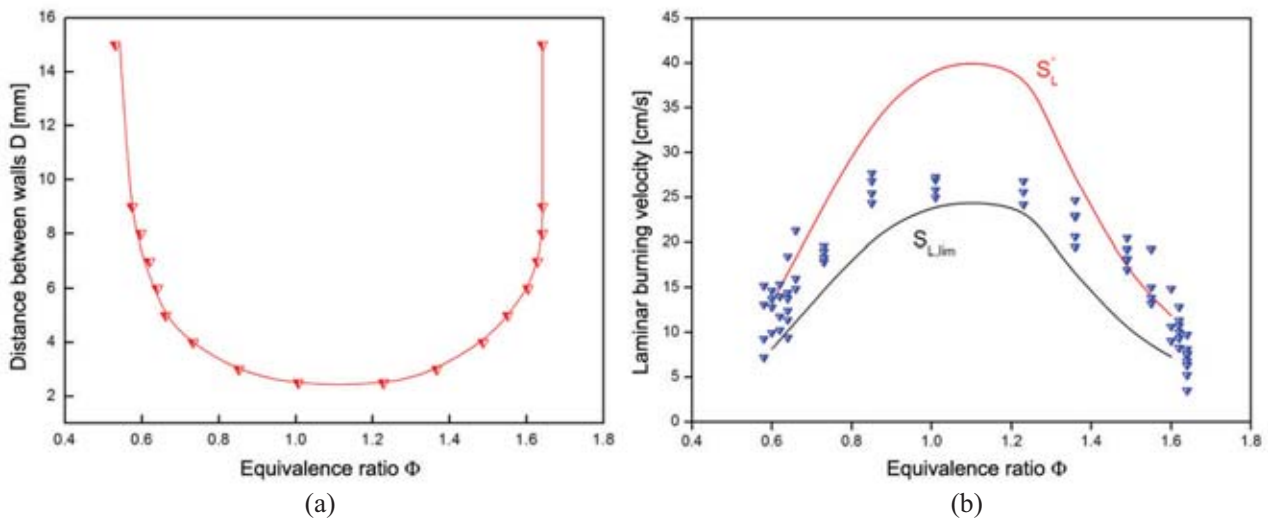 Distance between walls D [mm]
16
14
12
10
8
6
4
2
0.4 0.6 0.8 1.0 1.2 1.4 1.6 1.8
Equivalence ratio Φ
(a)
Laminar burning velocity [cm/s]
45
40
35
30
25
20
15
10
5
0
S°L
SL,lim
0.4 0.6 0.8 1.0 1.2 1.4 1.6 1.8
Equivalence ratio Φ
(b)